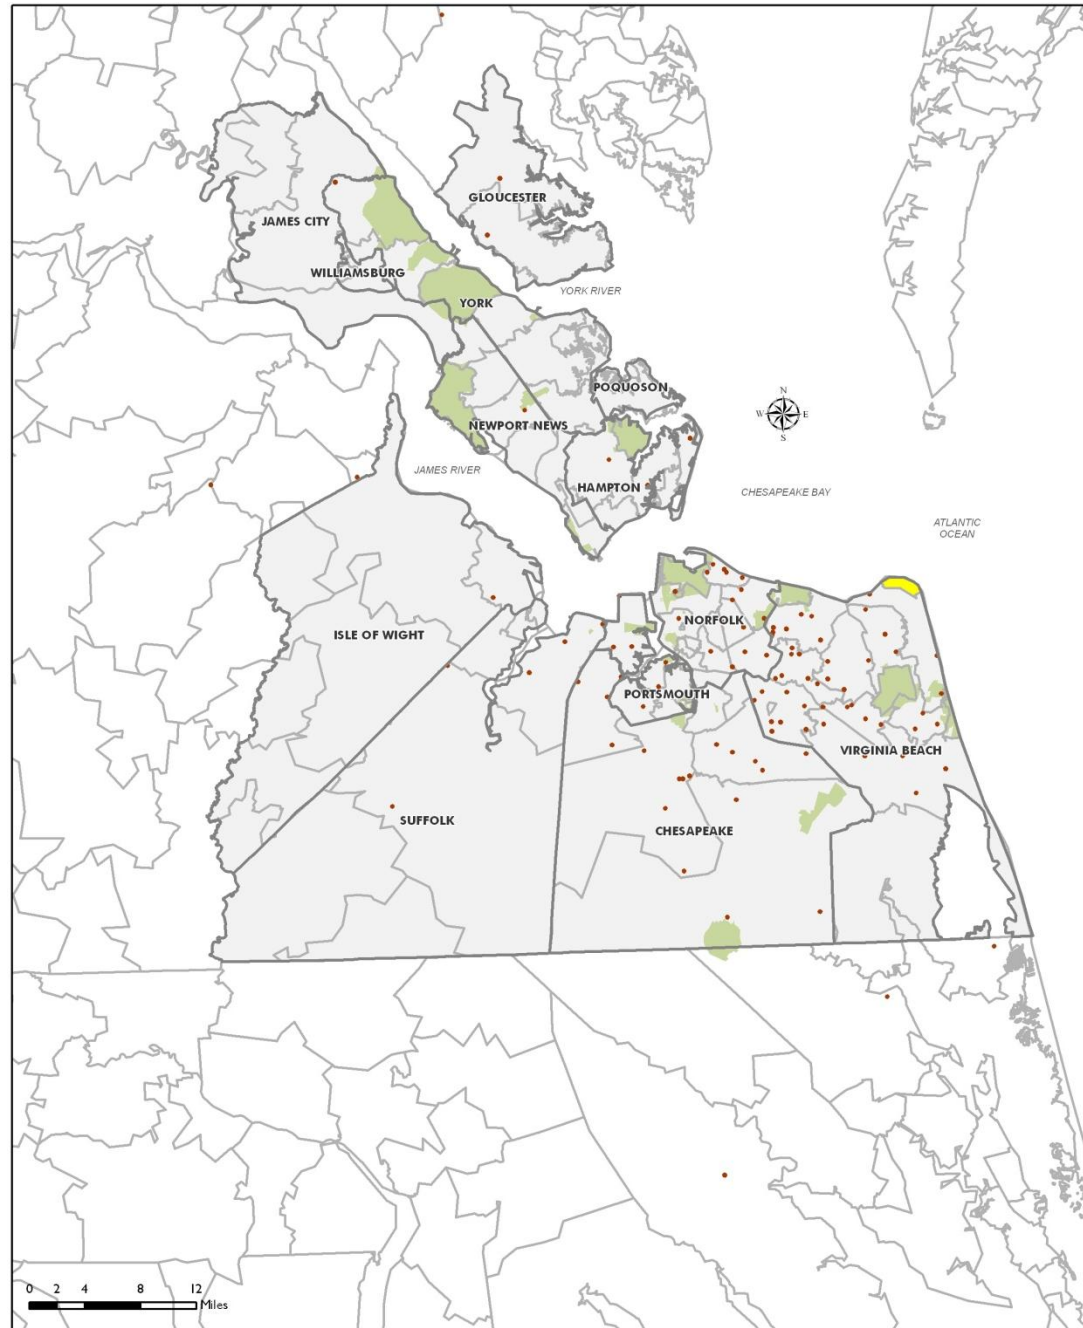 GLOUCESTER
JAMES CITY
WILLIAMSBURG
YORK RIVER
YORK
POQUOSON
N
W E
S
NEWPORT NEWS
JAMES RIVER
HAMPTON
CHESAPEAKE BAY
ATLANTIC
OCEAN
NORFOLK
ISLE OF WIGHT
PORTSMOUTH
VIRGINIA BEACH
SUFFOLK
CHESAPEAKE
0 2 4 8 12
Miles